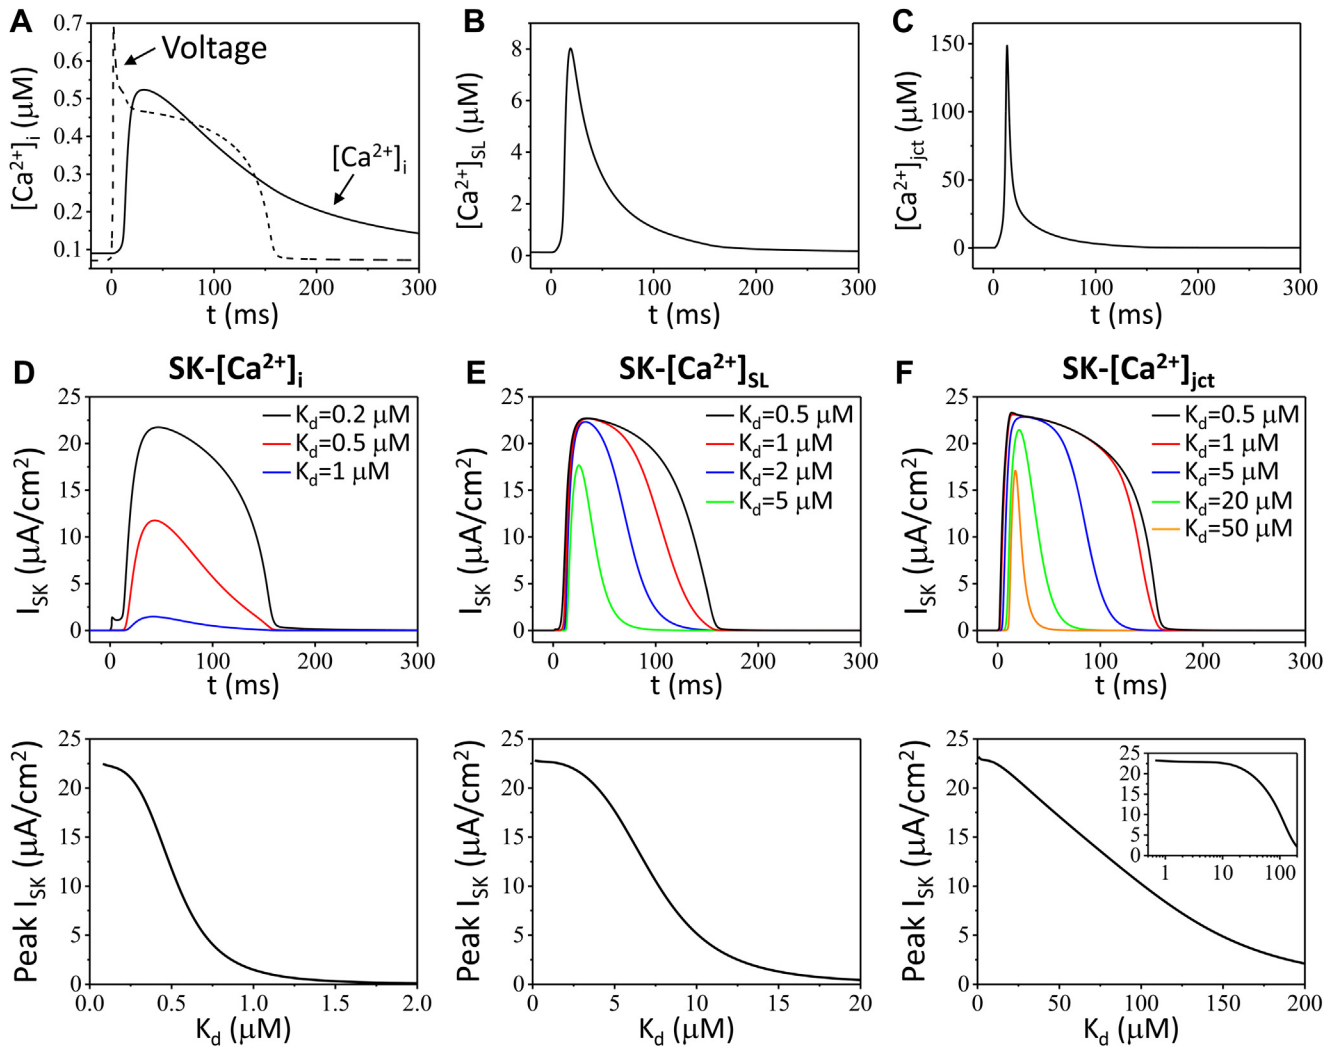 A
[Ca²⁺]ᵢ (μM)
0.7
0.6
0.5
0.4
0.3
0.2
0.1
Voltage
[Ca²⁺]ᵢ
0 100 200 300
t (ms)
B
[Ca²⁺]SL (μM)
8
6
4
2
0
0 100 200 300
t (ms)
C
[Ca²⁺]jct (μM)
150
100
50
0
0 100 200 300
t (ms)
D
SK-[Ca²⁺]i
ISK (μA/cm²)
25
20
15
10
5
0
Kd=0.2 μM
Kd=0.5 μM
Kd=1 μM
0 100 200 300
t (ms)
E
SK-[Ca²⁺]SL
ISK (μA/cm²)
25
20
15
10
5
0
Kd=0.5 μM
Kd=1 μM
Kd=2 μM
Kd=5 μM
0 100 200 300
t (ms)
F
SK-[Ca²⁺]jct
ISK (μA/cm²)
25
20
15
10
5
0
Kd=0.5 μM
Kd=1 μM
Kd=5 μM
Kd=20 μM
Kd=50 μM
0 100 200 300
t (ms)
Peak ISK (μA/cm²)
25
20
15
10
5
0
0.0 0.5 1.0 1.5 2.0
Kd (μM)
Peak ISK (μA/cm²)
25
20
15
10
5
0
0 5 10 15 20
Kd (μM)
Peak ISK (μA/cm²)
25
20
15
10
5
0
25
20
15
10
5
0
1 10 100
0 50 100 150 200
Kd (μM)